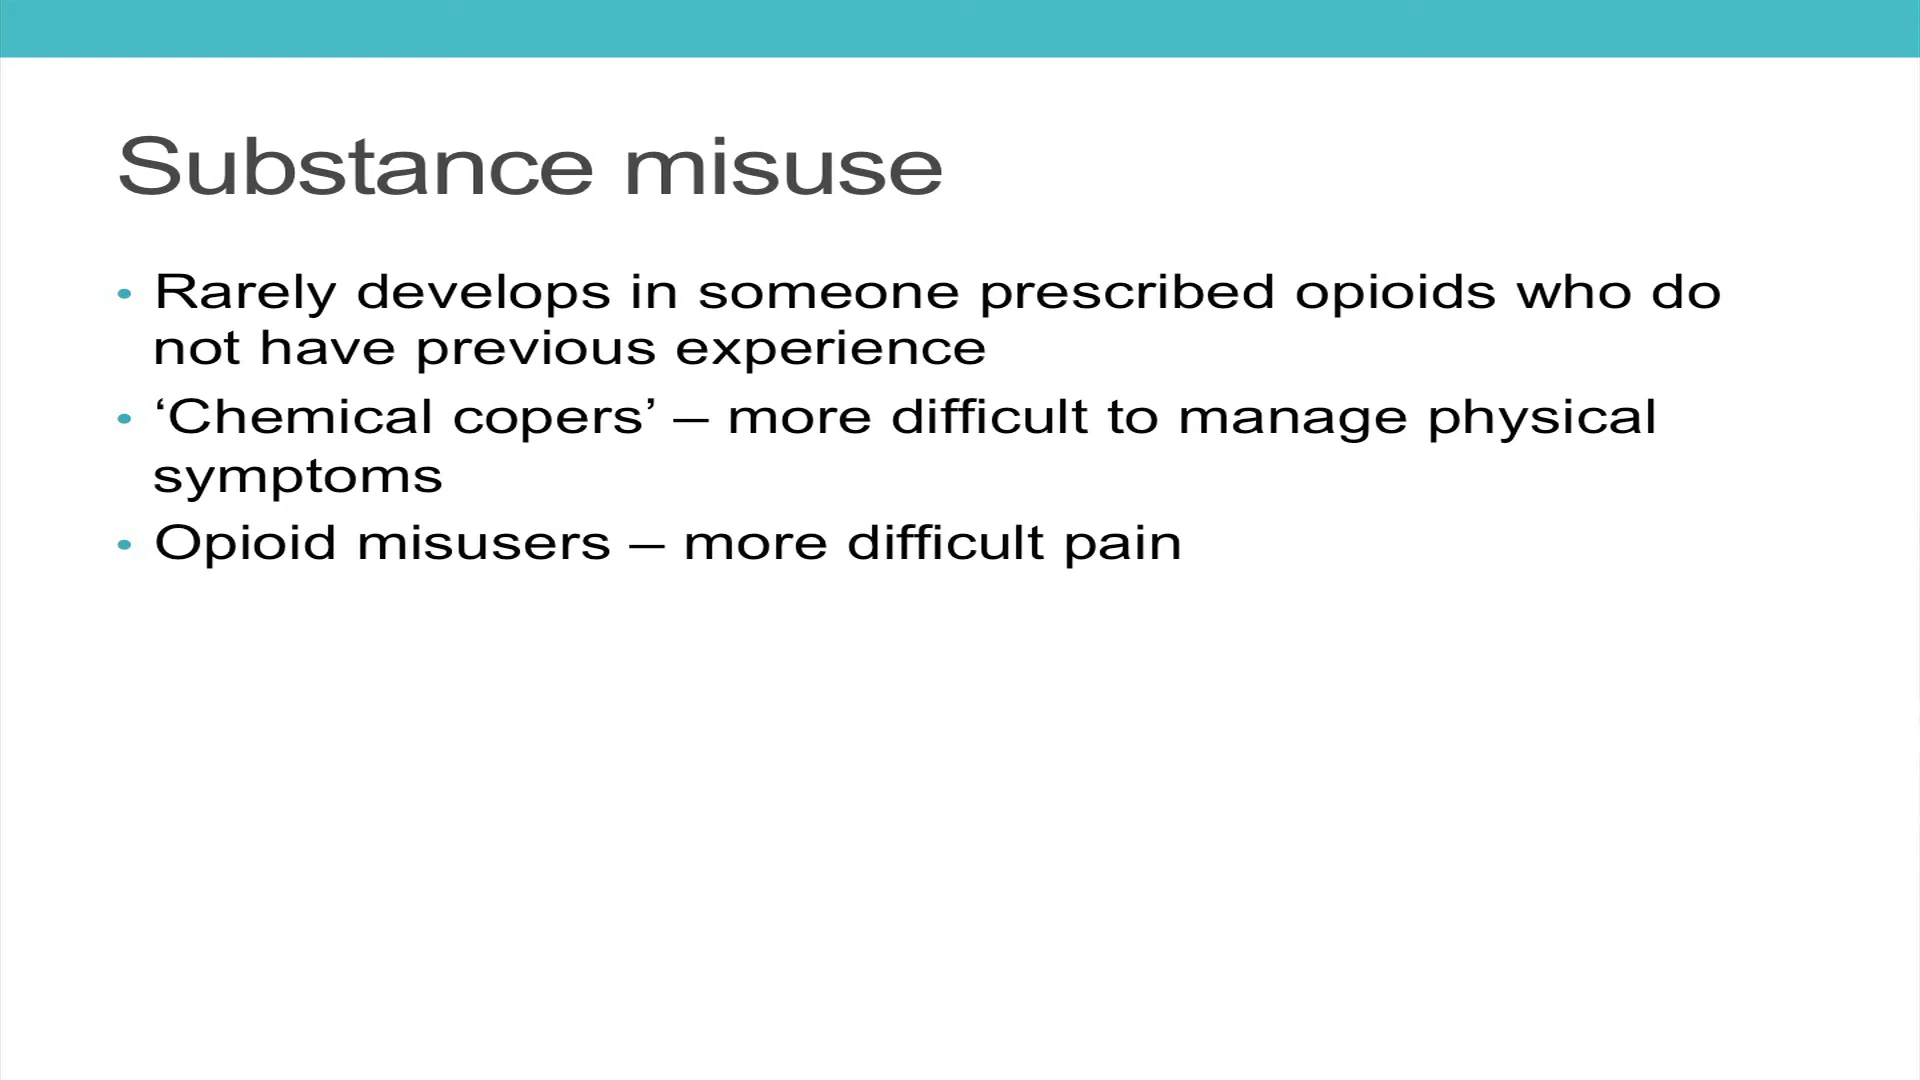 Substance misuse
• Rarely develops in someone prescribed opioids who do
not have previous experience
• ‘Chemical copers’ – more difficult to manage physical
symptoms
• Opioid misusers – more difficult pain